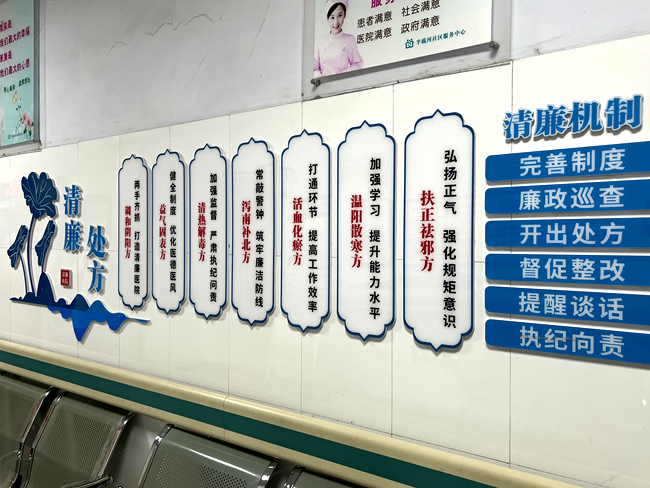 患者满意 社会满意
医院满意 政府满意
半截河社区服务中心
清廉
处方
两手齐抓 打造清廉医院
调和阴阳方
健全制度 优化医德医风
益气固表方
加强监督 严肃执纪问责
清热解毒方
常敲警钟 筑牢廉洁防线
泻南补北方
打通环节 提高工作效率
活血化瘀方
加强学习 提升能力水平
温阳散寒方
弘扬正气 强化规矩意识
扶正祛邪方
清廉机制
完善制度
廉政巡查
开出处方
督促整改
提醒谈话
执纪问责